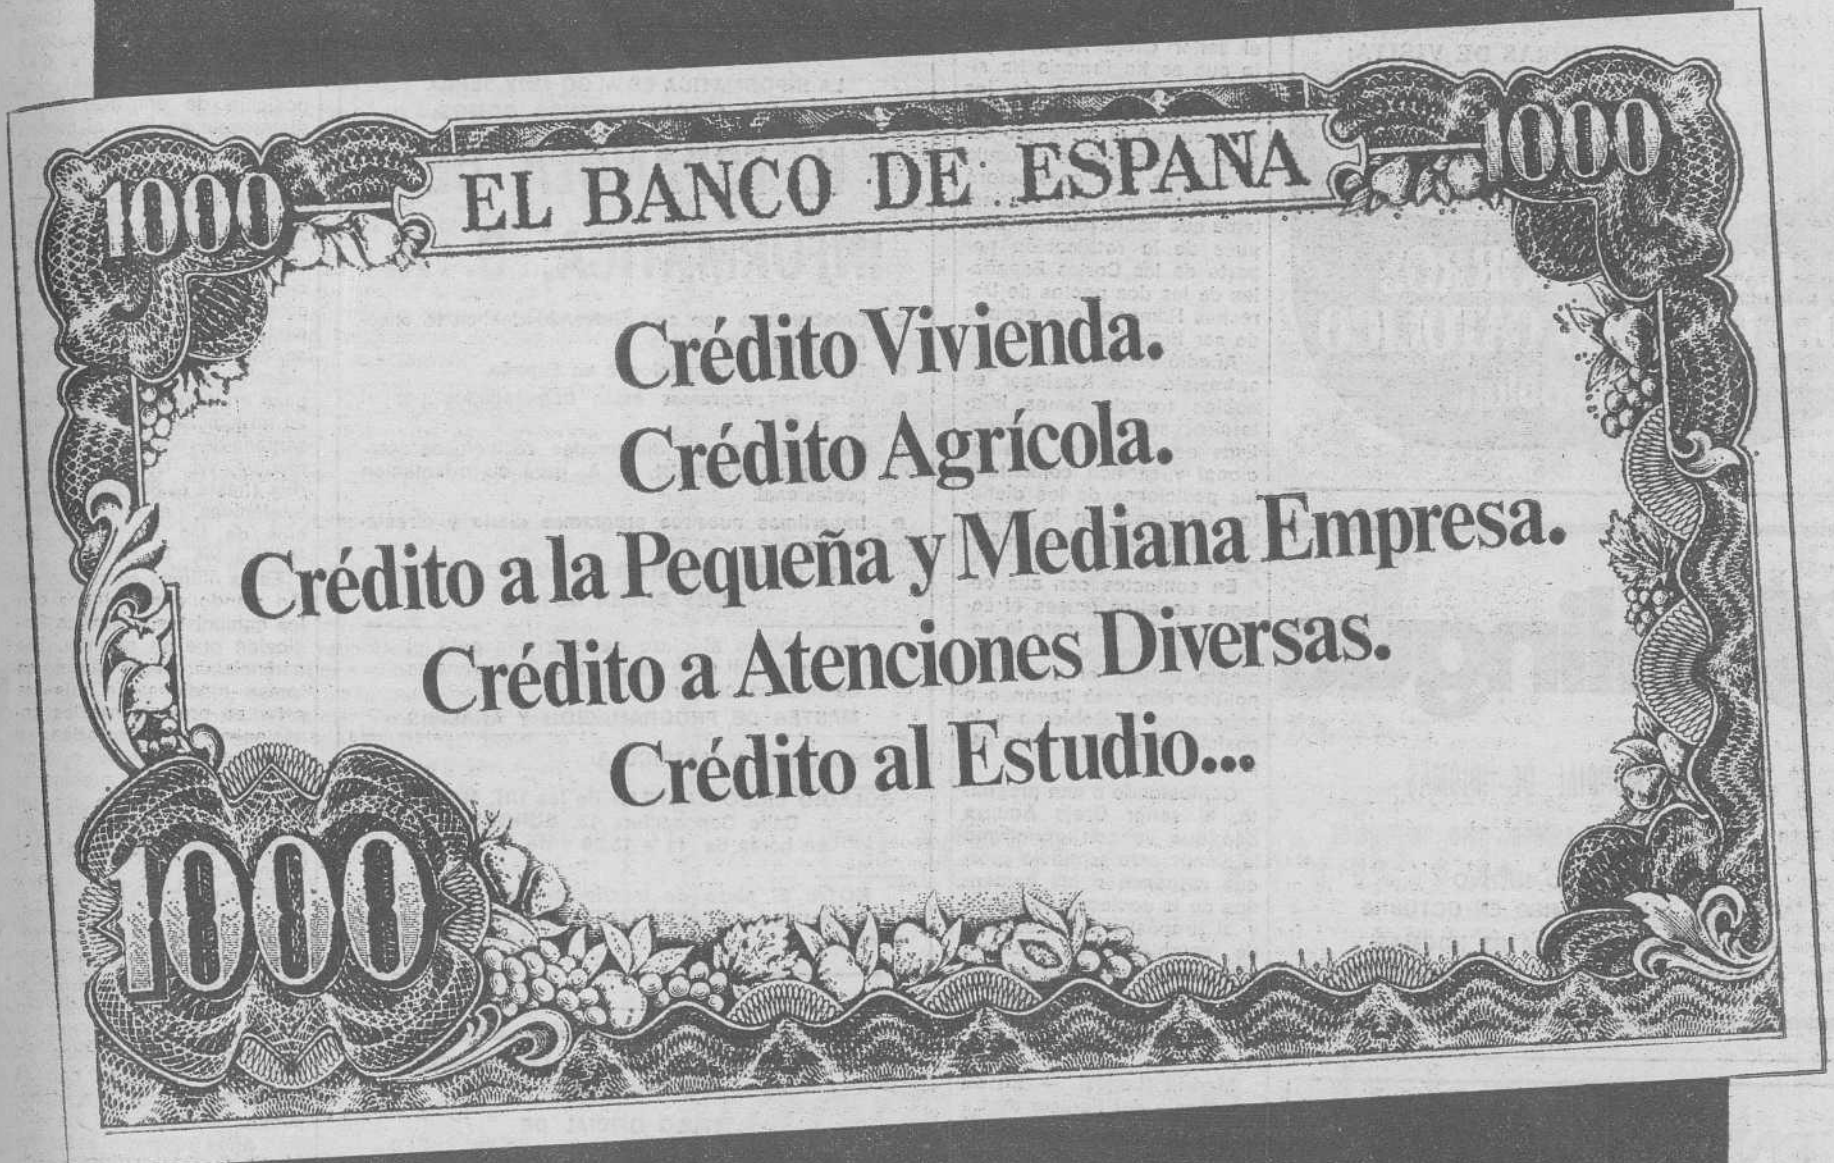 1000
EL BANCO DE ESPAÑA
1000
Crédito Vivienda.
Crédito Agrícola.
Crédito a la Pequeña y Mediana Empresa.
Crédito a Atenciones Diversas.
Crédito al Estudio...
1000